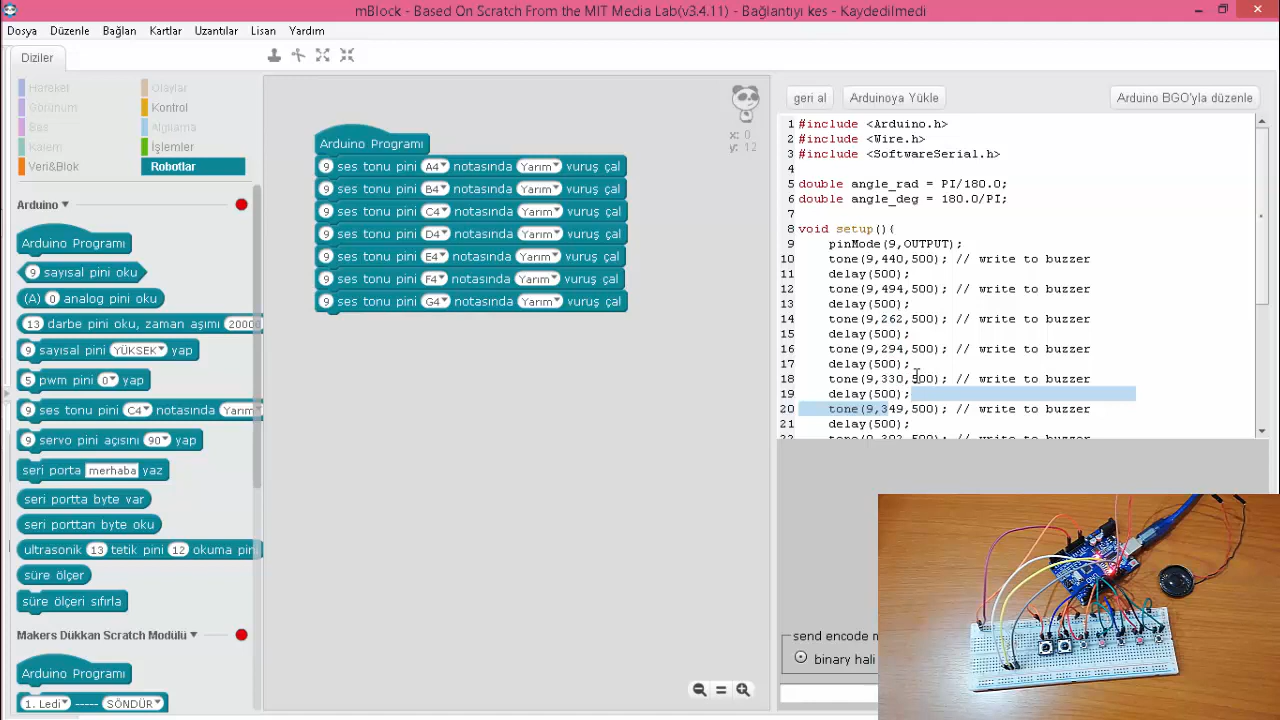 mBlock - Based On Scratch From the MIT Media Lab(v3.4.11) - Bağlantıyı kes - Kaydedilmedi
Dosya Düzenle Bağlan Kartlar Uzantılar Lisan Yardım
Diziler
Hareket Olaylar
Görünüm Kontrol
Ses Algılama
Kalem İşlemler
Veri&Blok Robotlar
Arduino
Arduino Programı
9 sayısal pini oku
(A) 0 analog pini oku
13 darbe pini oku, zaman aşımı 20000
9 sayısal pini YÜKSEK yap
5 pwm pini 0 yap
9 ses tonu pini C4 notasında Yarım
9 servo pini açısını 90 yap
seri porta merhaba yaz
seri portta byte var
seri porttan byte oku
ultrasonik 13 tetik pini 12 okuma pini
süre ölçer
süre ölçeri sıfırla
Makers Dükkan Scratch Modülü
Arduino Programı
1. Ledi ----- SÖNDÜR
Arduino Programı
9 ses tonu pini A4 notasında Yarım vuruş çal
9 ses tonu pini B4 notasında Yarım vuruş çal
9 ses tonu pini C4 notasında Yarım vuruş çal
9 ses tonu pini D4 notasında Yarım vuruş çal
9 ses tonu pini E4 notasında Yarım vuruş çal
9 ses tonu pini F4 notasında Yarım vuruş çal
9 ses tonu pini G4 notasında Yarım vuruş çal
x: 0
y: 12
geri al Arduinoya Yükle Arduino BGO'yla düzenle
1 #include <Arduino.h>
2 #include <Wire.h>
3 #include <SoftwareSerial.h>
4
5 double angle_rad = PI/180.0;
6 double angle_deg = 180.0/PI;
7
8 void setup(){
9 pinMode(9,OUTPUT);
10 tone(9,440,500); // write to buzzer
11 delay(500);
12 tone(9,494,500); // write to buzzer
13 delay(500);
14 tone(9,262,500); // write to buzzer
15 delay(500);
16 tone(9,294,500); // write to buzzer
17 delay(500);
18 tone(9,330,500); // write to buzzer
19 delay(500);
20 tone(9,349,500); // write to buzzer
21 delay(500);
22 tone(9,392,500); // write to buzzer
send encode m
binary hali